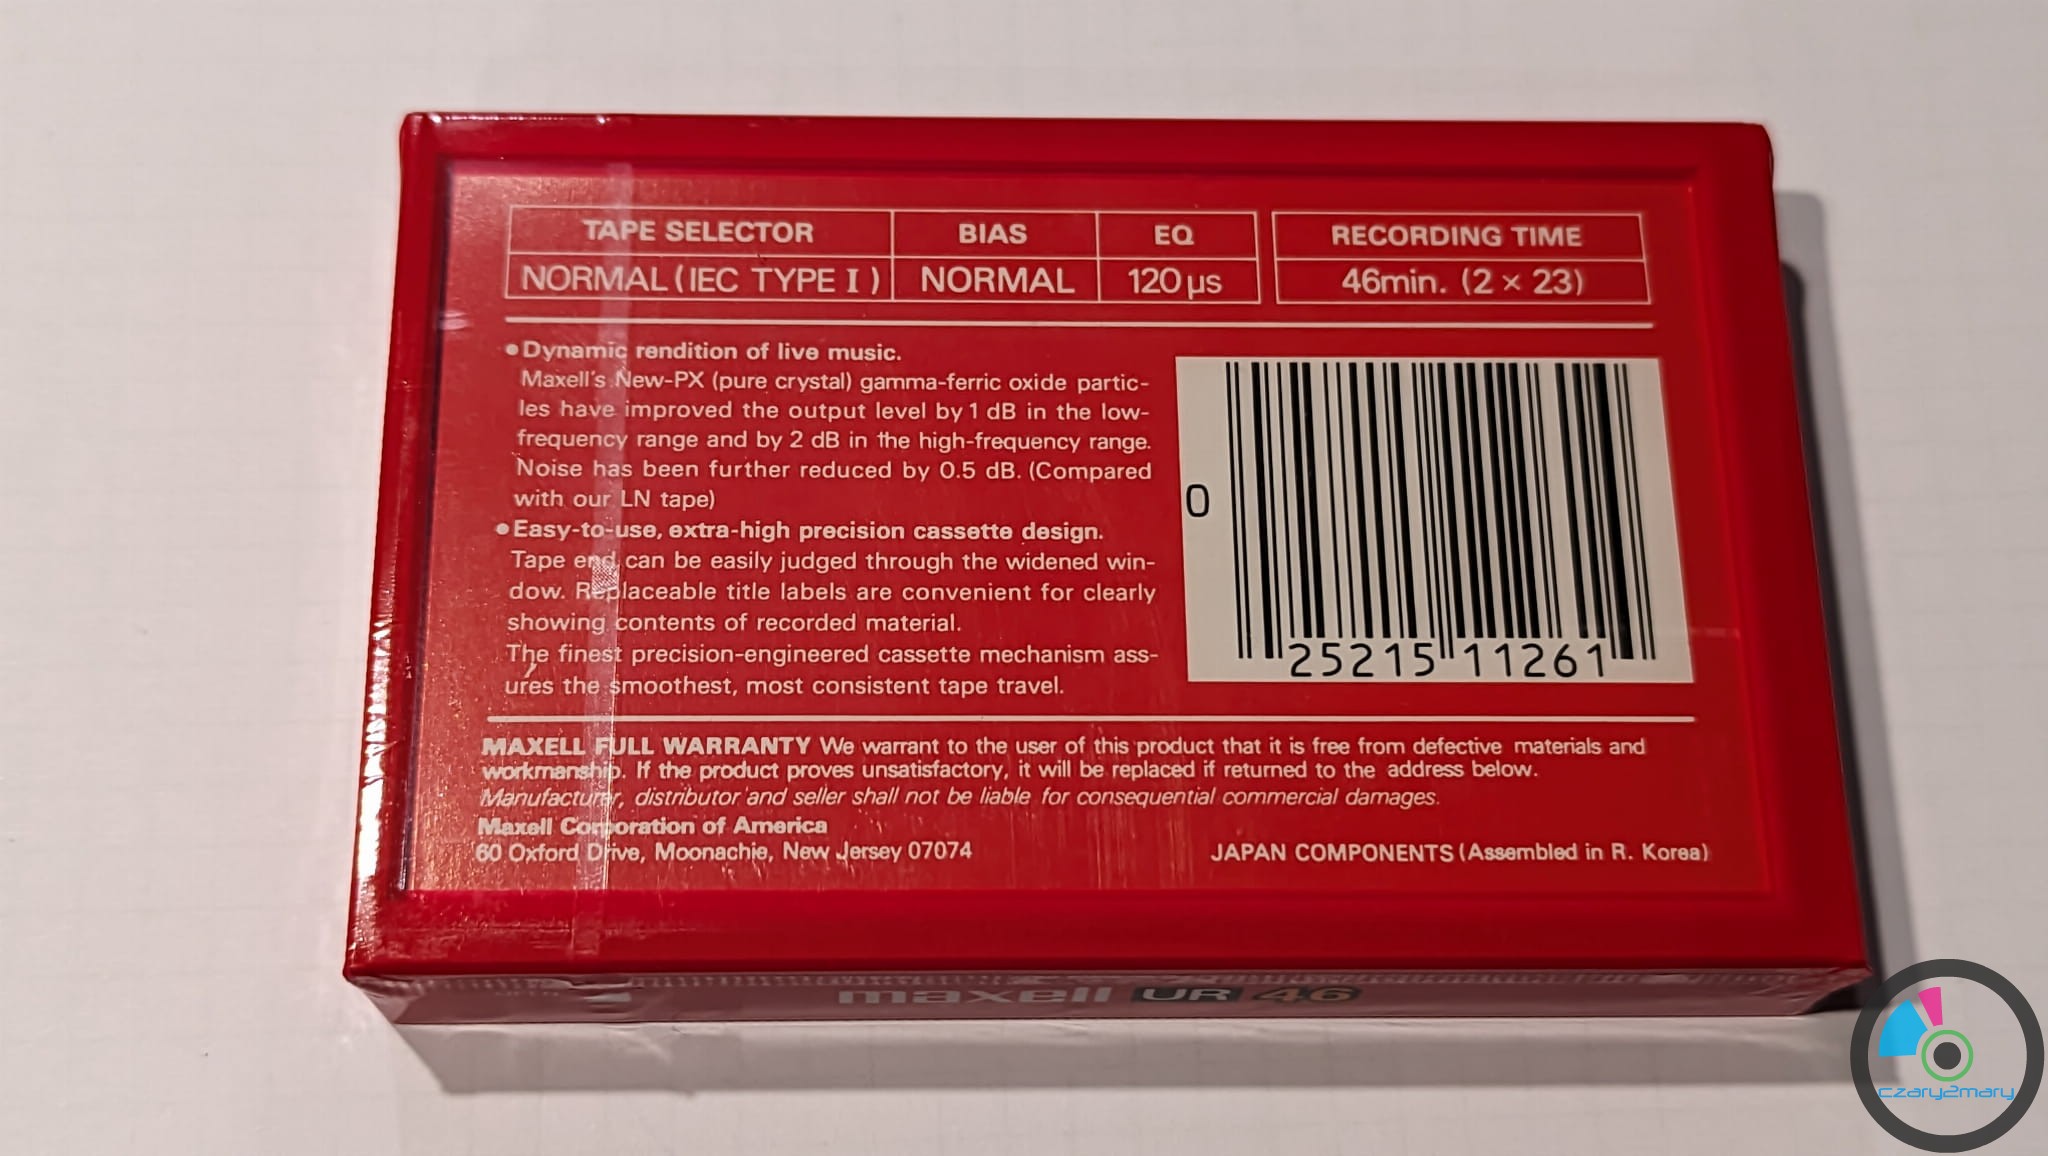 TAPE SELECTOR BIAS EQ RECORDING TIME
NORMAL (IEC TYPE I) NORMAL 120 µs 46min. (2 × 23)
●Dynamic rendition of live music.
Maxell's New-PX (pure crystal) gamma-ferric oxide partic-
les have improved the output level by 1 dB in the low-
frequency range and by 2 dB in the high-frequency range.
Noise has been further reduced by 0.5 dB. (Compared
with our LN tape)
●Easy-to-use, extra-high precision cassette design.
Tape end can be easily judged through the widened win-
dow. Replaceable title labels are convenient for clearly
showing contents of recorded material.
The finest precision-engineered cassette mechanism ass-
ures the smoothest, most consistent tape travel.
0 25215 11261
MAXELL FULL WARRANTY We warrant to the user of this product that it is free from defective materials and
workmanship. If the product proves unsatisfactory, it will be replaced if returned to the address below.
Manufacturer, distributor and seller shall not be liable for consequential commercial damages.
Maxell Corporation of America
60 Oxford Drive, Moonachie, New Jersey 07074
JAPAN COMPONENTS (Assembled in R. Korea)
maxell UR 46
czary2mary